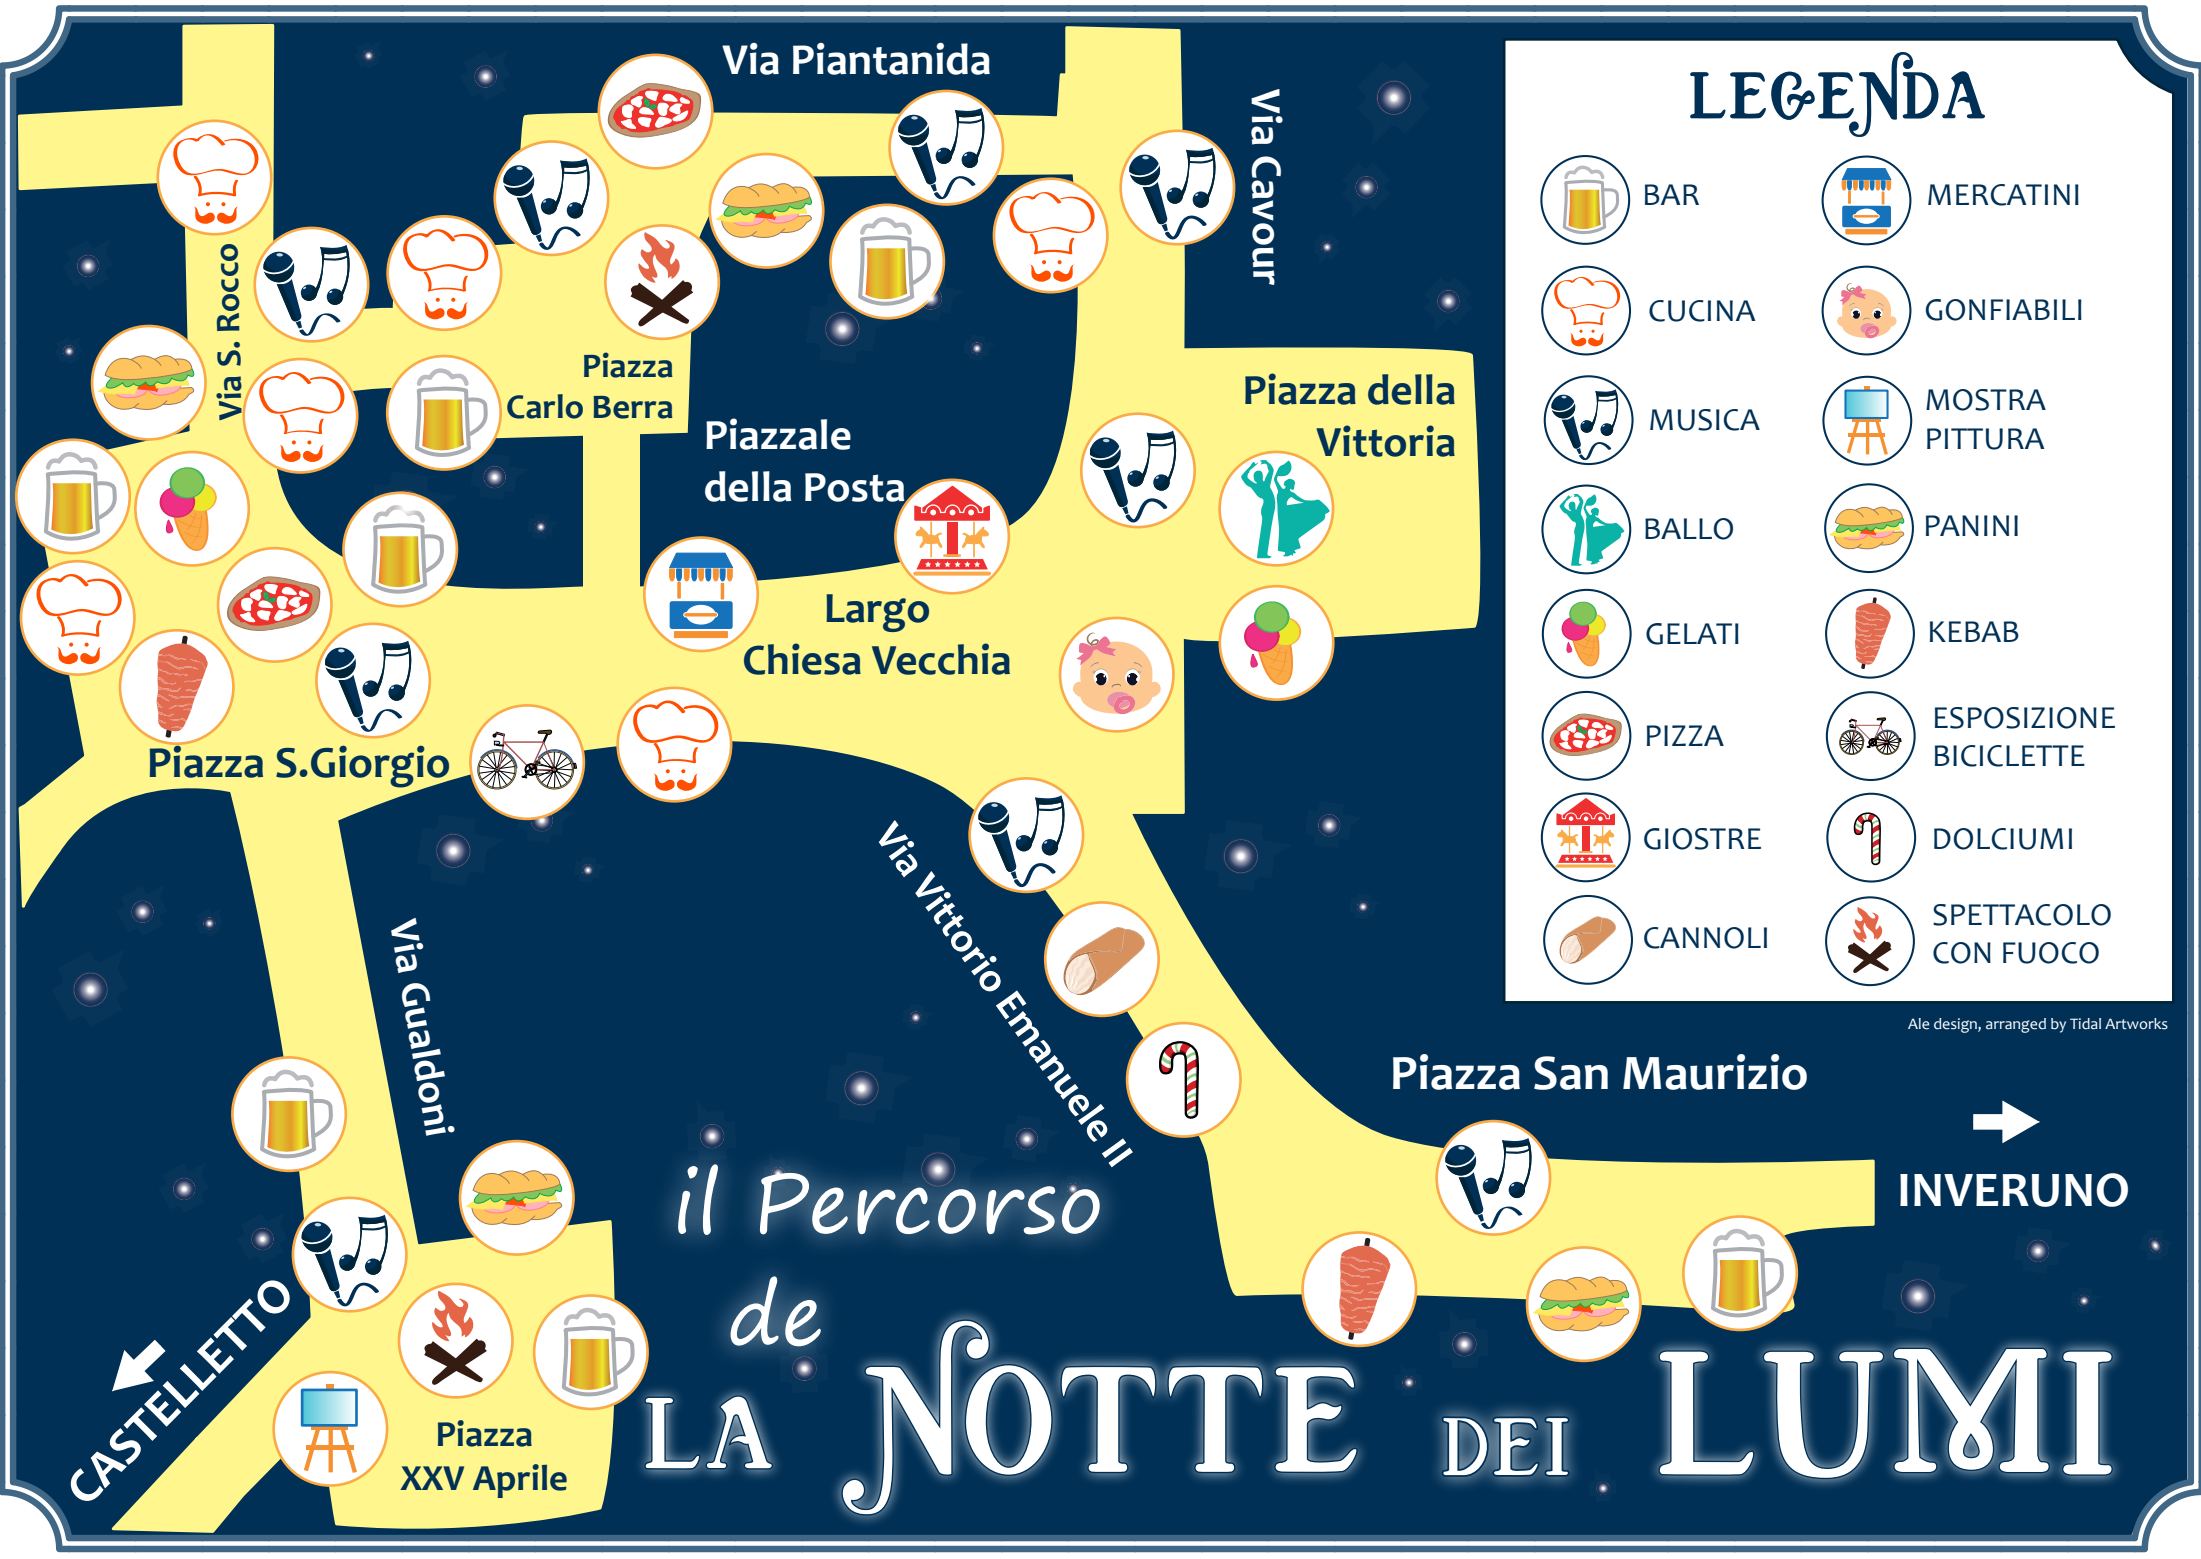 Via Piantanida
Via Cavour
Via S. Rocco
Piazza
Carlo Berra
Piazzale
della Posta
Piazza della
Vittoria
Largo
Chiesa Vecchia
Piazza S.Giorgio
Via Gualdoni
Via Vittorio Emanuele II
Piazza San Maurizio
INVERUNO
CASTELLETTO
Piazza
XXV Aprile
il Percorso
de
LA NOTTE DEI LUMI
LEGENDA
BAR
CUCINA
MUSICA
BALLO
GELATI
PIZZA
GIOSTRE
CANNOLI
MERCATINI
GONFIABILI
MOSTRA
PITTURA
PANINI
KEBAB
ESPOSIZIONE
BICICLETTE
DOLCIUMI
SPETTACOLO
CON FUOCO
Ale design, arranged by Tidal Artworks